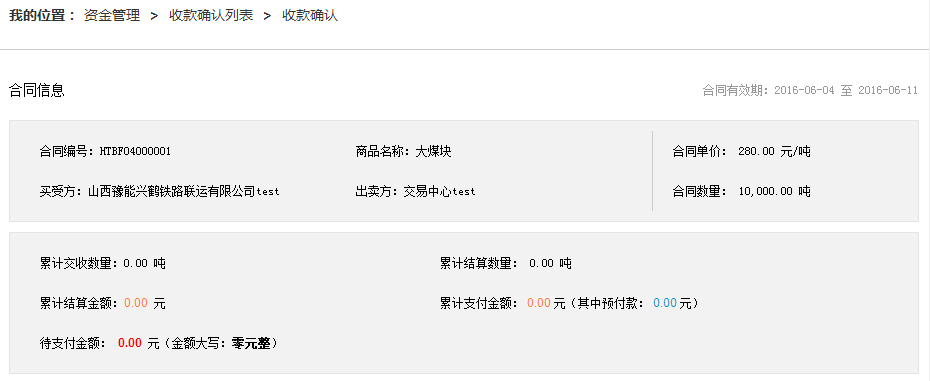 我的位置： 资金管理 > 收款确认列表 > 收款确认
合同信息 合同有效期：2016-06-04 至 2016-06-11
合同编号：HTBF04000001 商品名称：大煤块 合同单价： 280.00 元/吨
买受方：山西豫能兴鹤铁路联运有限公司test 出卖方：交易中心test 合同数量： 10,000.00 吨
累计交收数量：0.00 吨 累计结算数量： 0.00 吨
累计结算金额：0.00 元 累计支付金额： 0.00元（其中预付款： 0.00元）
待支付金额： 0.00 元（金额大写：零元整）